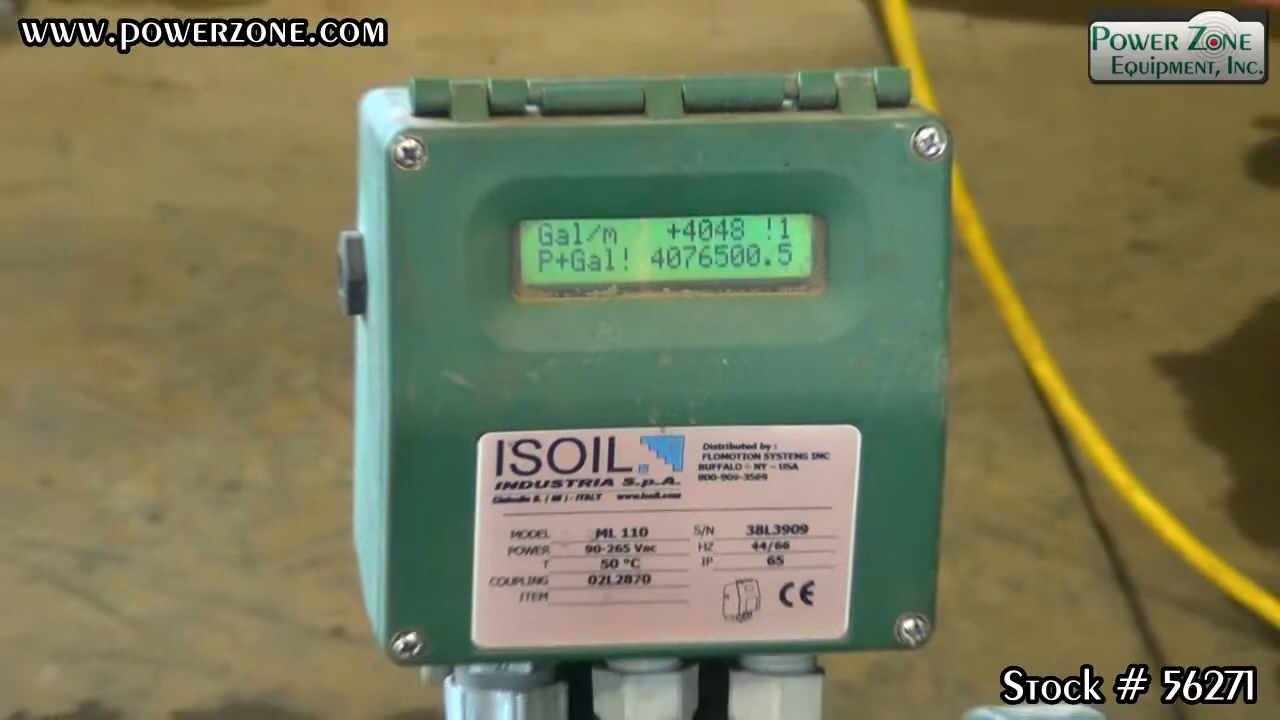 www.powerzone.com
Power Zone
Equipment, Inc.
Gal/m +4048 !1
P+Gal! 4076500.5
ISOIL
INDUSTRIA S.p.A.
ITALY www.isoil.com
Distributed by :
FLOMOTION SYSTEMS INC
BUFFALO - NY - USA
MODEL ML 110 S/N 38L3909
POWER 90-265 Vac HZ 44/66
T 50 °C IP 65
COUPLING 02L2870
ITEM
CE
Stock # 56271